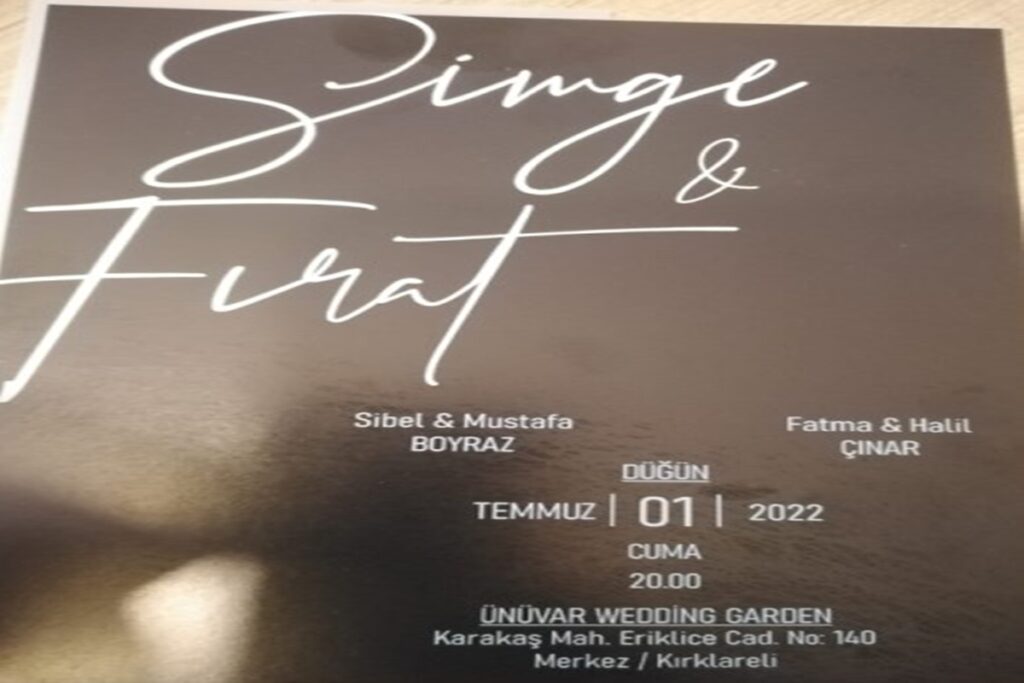 Simge
&
Fırat
Sibel & Mustafa
BOYRAZ
Fatma & Halil
ÇINAR
DÜĞÜN
TEMMUZ | 01 | 2022
CUMA
20.00
ÜNÜVAR WEDDİNG GARDEN
Karakaş Mah. Eriklice Cad. No: 140
Merkez / Kırklareli